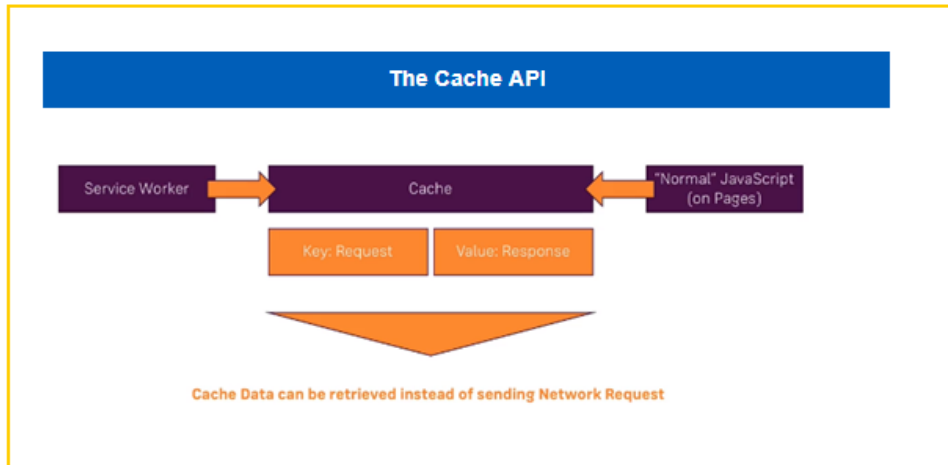 The Cache API
Service Worker
Cache
"Normal" JavaScript
(on Pages)
Key: Request
Value: Response
Cache Data can be retrieved instead of sending Network Request